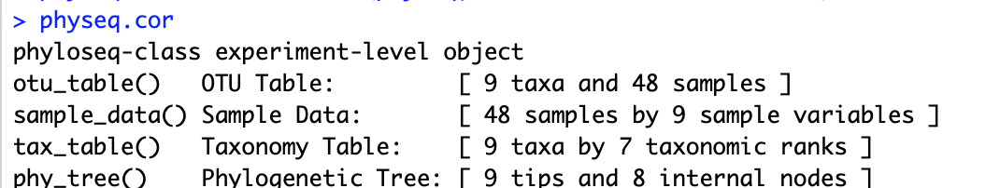 > physeq.cor
phyloseq-class experiment-level object
otu_table()   OTU Table:         [ 9 taxa and 48 samples ]
sample_data() Sample Data:       [ 48 samples by 9 sample variables ]
tax_table()   Taxonomy Table:    [ 9 taxa by 7 taxonomic ranks ]
phy_tree()    Phylogenetic Tree: [ 9 tips and 8 internal nodes ]